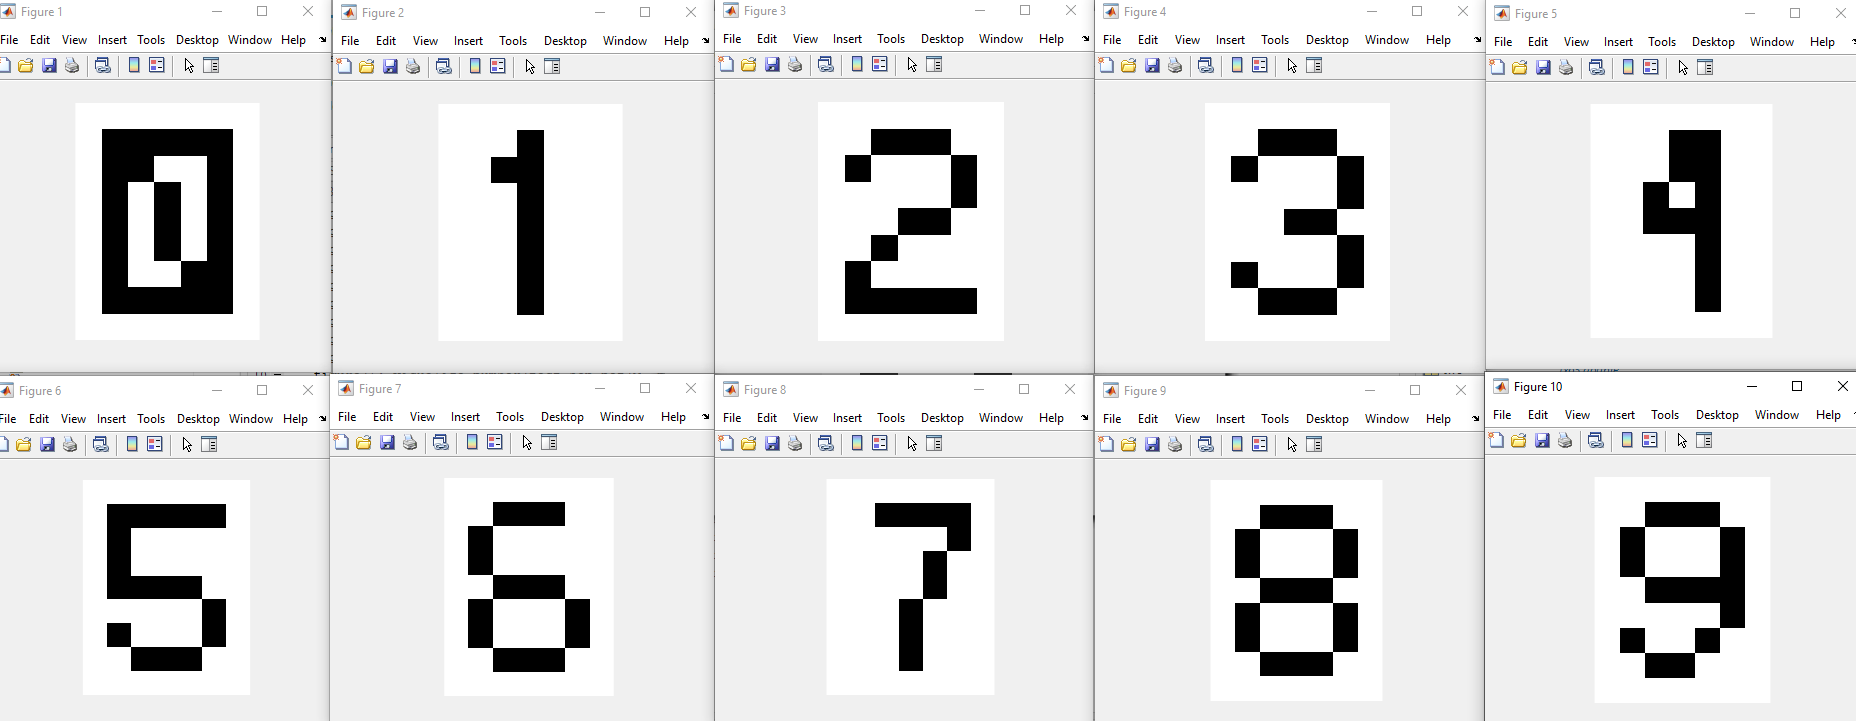 Figure 1
File Edit View Insert Tools Desktop Window Help
0
Figure 2
File Edit View Insert Tools Desktop Window Help
1
Figure 3
File Edit View Insert Tools Desktop Window Help
2
Figure 4
File Edit View Insert Tools Desktop Window Help
3
Figure 5
File Edit View Insert Tools Desktop Window Help
4
Figure 6
File Edit View Insert Tools Desktop Window Help
5
Figure 7
File Edit View Insert Tools Desktop Window Help
6
Figure 8
File Edit View Insert Tools Desktop Window Help
7
Figure 9
File Edit View Insert Tools Desktop Window Help
8
Figure 10
File Edit View Insert Tools Desktop Window Help
9